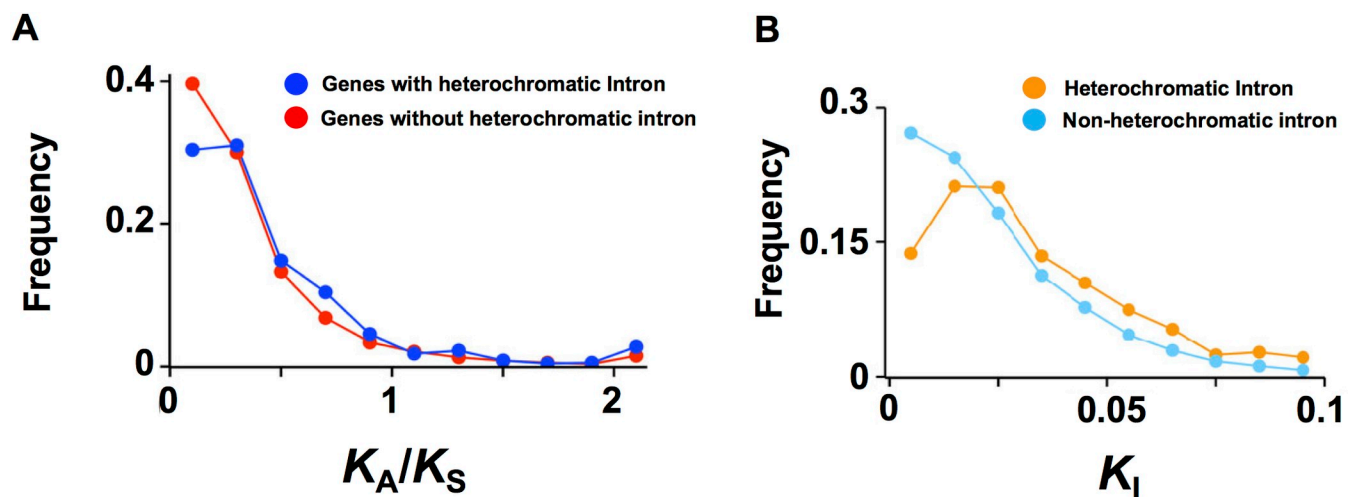 A
Frequency
0.4
0.2
0
0
1
2
Genes with heterochromatic Intron
Genes without heterochromatic intron
KA/KS
B
Frequency
0.3
0.15
0
0
0.05
0.1
Heterochromatic Intron
Non-heterochromatic intron
KI